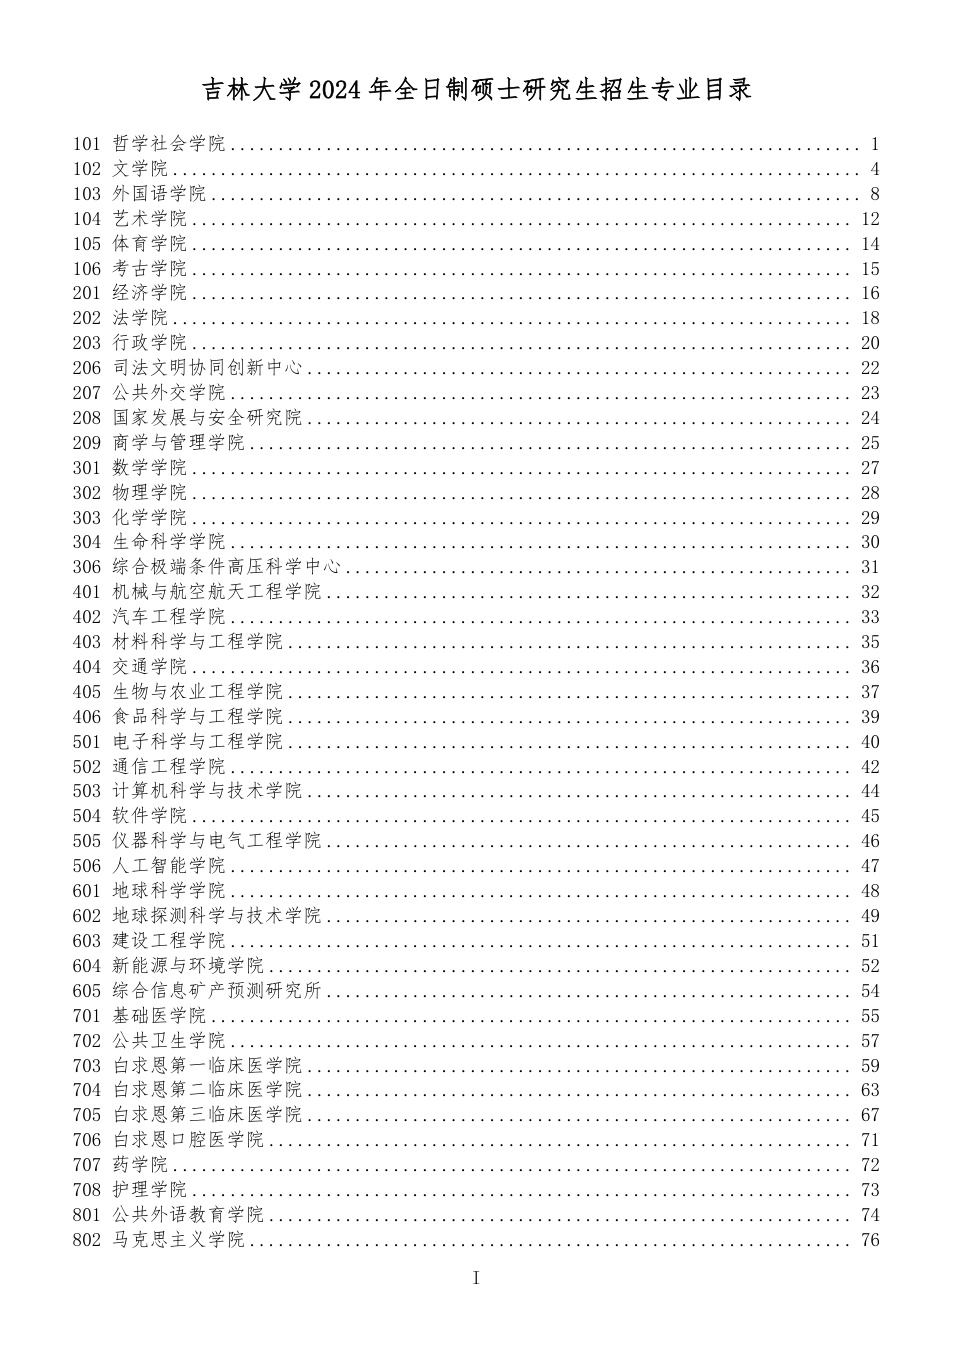 吉林大学 2024 年全日制硕士研究生招生专业目录
101 哲学社会学院 1
102 文学院 4
103 外国语学院 8
104 艺术学院 12
105 体育学院 14
106 考古学院 15
201 经济学院 16
202 法学院 18
203 行政学院 20
206 司法文明协同创新中心 22
207 公共外交学院 23
208 国家发展与安全研究院 24
209 商学与管理学院 25
301 数学学院 27
302 物理学院 28
303 化学学院 29
304 生命科学学院 30
306 综合极端条件高压科学中心 31
401 机械与航空航天工程学院 32
402 汽车工程学院 33
403 材料科学与工程学院 35
404 交通学院 36
405 生物与农业工程学院 37
406 食品科学与工程学院 39
501 电子科学与工程学院 40
502 通信工程学院 42
503 计算机科学与技术学院 44
504 软件学院 45
505 仪器科学与电气工程学院 46
506 人工智能学院 47
601 地球科学学院 48
602 地球探测科学与技术学院 49
603 建设工程学院 51
604 新能源与环境学院 52
605 综合信息矿产预测研究所 54
701 基础医学院 55
702 公共卫生学院 57
703 白求恩第一临床医学院 59
704 白求恩第二临床医学院 63
705 白求恩第三临床医学院 67
706 白求恩口腔医学院 71
707 药学院 72
708 护理学院 73
801 公共外语教育学院 74
802 马克思主义学院 76
I